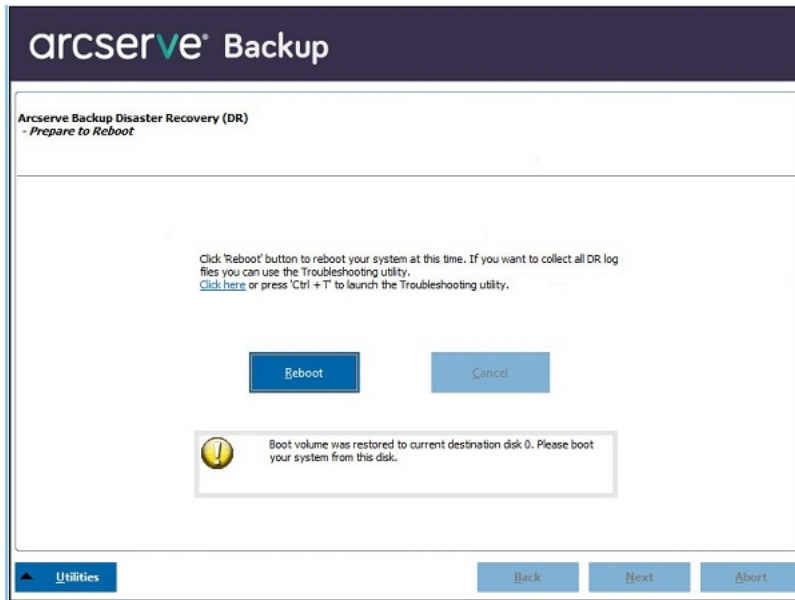 arcserve® Backup
Arcserve Backup Disaster Recovery (DR)
- Prepare to Reboot
Click 'Reboot' button to reboot your system at this time. If you want to collect all DR log
files you can use the Troubleshooting utility.
Click here or press 'Ctrl + T' to launch the Troubleshooting utility.
Reboot
Cancel
Boot volume was restored to current destination disk 0. Please boot
your system from this disk.
Utilities
Back
Next
Abort